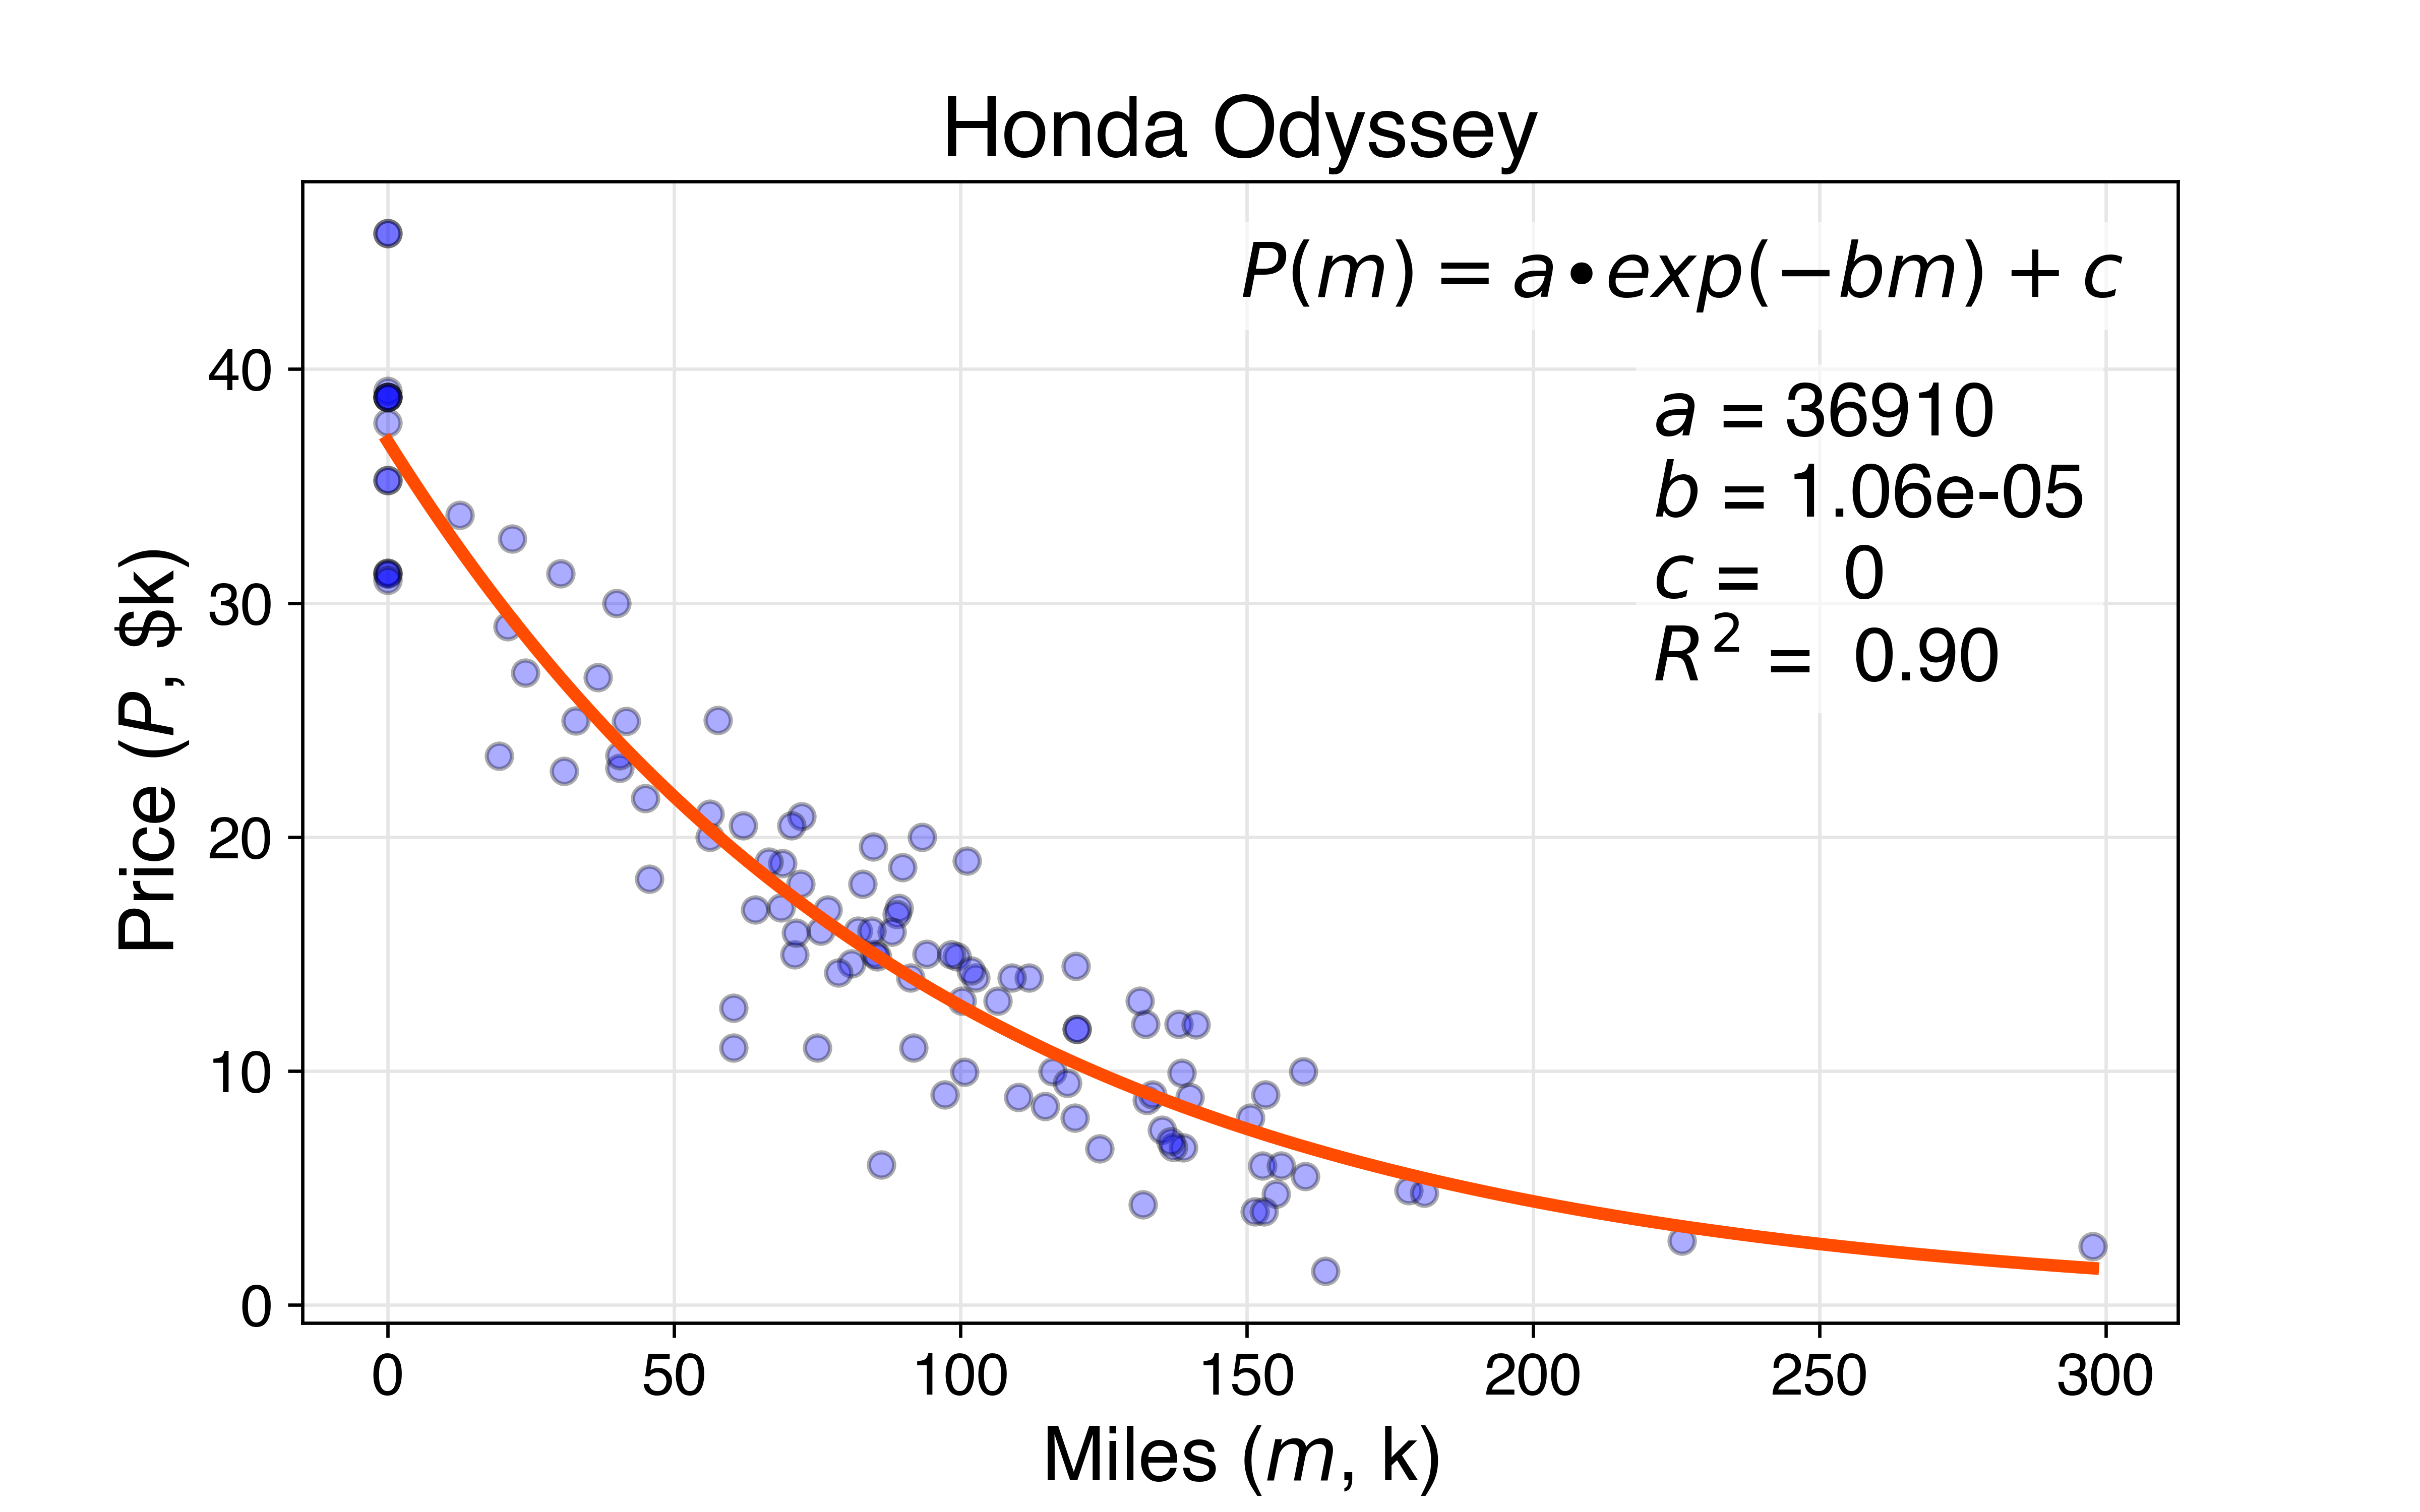 Honda Odyssey
P(m) = a•exp(−bm) + c
a = 36910
b = 1.06e-05
c = 0
R² = 0.90
Price (P, $k)
40
30
20
10
0
0 50 100 150 200 250 300
Miles (m, k)